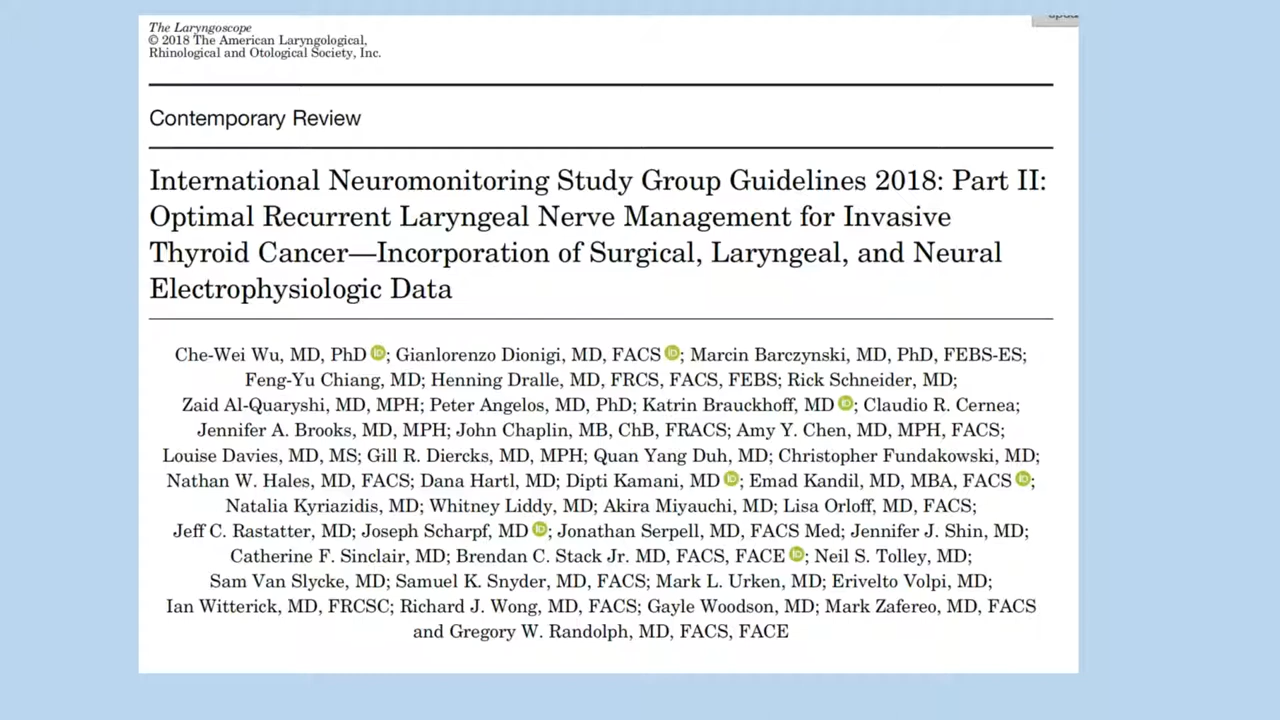 The Laryngoscope
© 2018 The American Laryngological,
Rhinological and Otological Society, Inc.
Contemporary Review
International Neuromonitoring Study Group Guidelines 2018: Part II:
Optimal Recurrent Laryngeal Nerve Management for Invasive
Thyroid Cancer—Incorporation of Surgical, Laryngeal, and Neural
Electrophysiologic Data
Che-Wei Wu, MD, PhD iD; Gianlorenzo Dionigi, MD, FACS iD; Marcin Barczynski, MD, PhD, FEBS-ES;
Feng-Yu Chiang, MD; Henning Dralle, MD, FRCS, FACS, FEBS; Rick Schneider, MD;
Zaid Al-Quaryshi, MD, MPH; Peter Angelos, MD, PhD; Katrin Brauckhoff, MD iD; Claudio R. Cernea;
Jennifer A. Brooks, MD, MPH; John Chaplin, MB, ChB, FRACS; Amy Y. Chen, MD, MPH, FACS;
Louise Davies, MD, MS; Gill R. Diercks, MD, MPH; Quan Yang Duh, MD; Christopher Fundakowski, MD;
Nathan W. Hales, MD, FACS; Dana Hartl, MD; Dipti Kamani, MD iD; Emad Kandil, MD, MBA, FACS iD;
Natalia Kyriazidis, MD; Whitney Liddy, MD; Akira Miyauchi, MD; Lisa Orloff, MD, FACS;
Jeff C. Rastatter, MD; Joseph Scharpf, MD iD; Jonathan Serpell, MD, FACS Med; Jennifer J. Shin, MD;
Catherine F. Sinclair, MD; Brendan C. Stack Jr. MD, FACS, FACE iD; Neil S. Tolley, MD;
Sam Van Slycke, MD; Samuel K. Snyder, MD, FACS; Mark L. Urken, MD; Erivelto Volpi, MD;
Ian Witterick, MD, FRCSC; Richard J. Wong, MD, FACS; Gayle Woodson, MD; Mark Zafereo, MD, FACS
and Gregory W. Randolph, MD, FACS, FACE